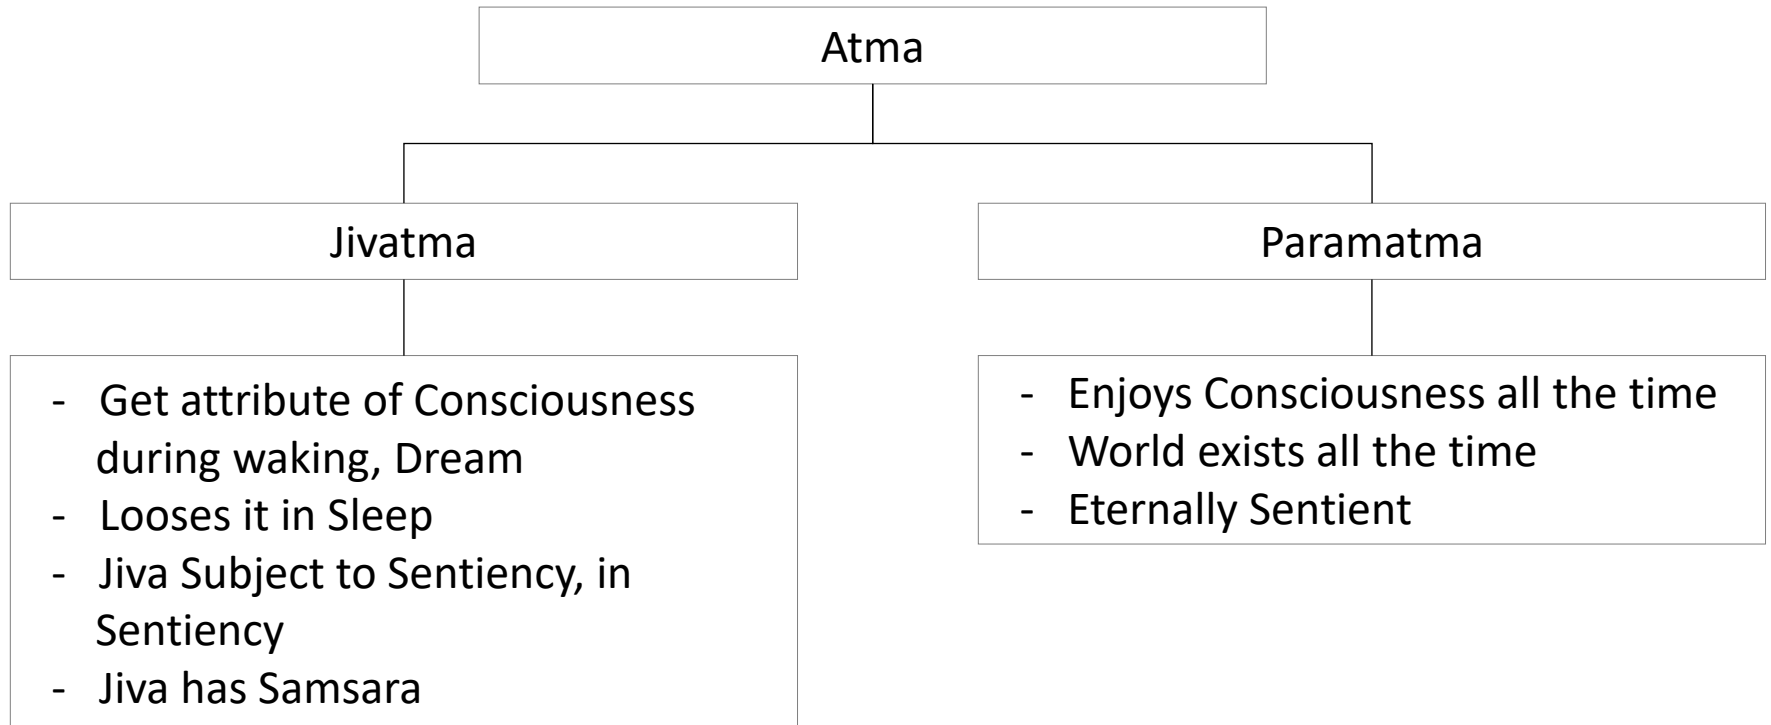 Atma
Jivatma
Paramatma
- Get attribute of Consciousness
during waking, Dream
- Looses it in Sleep
- Jiva Subject to Sentiency, in
Sentiency
- Jiva has Samsara
- Enjoys Consciousness all the time
- World exists all the time
- Eternally Sentient